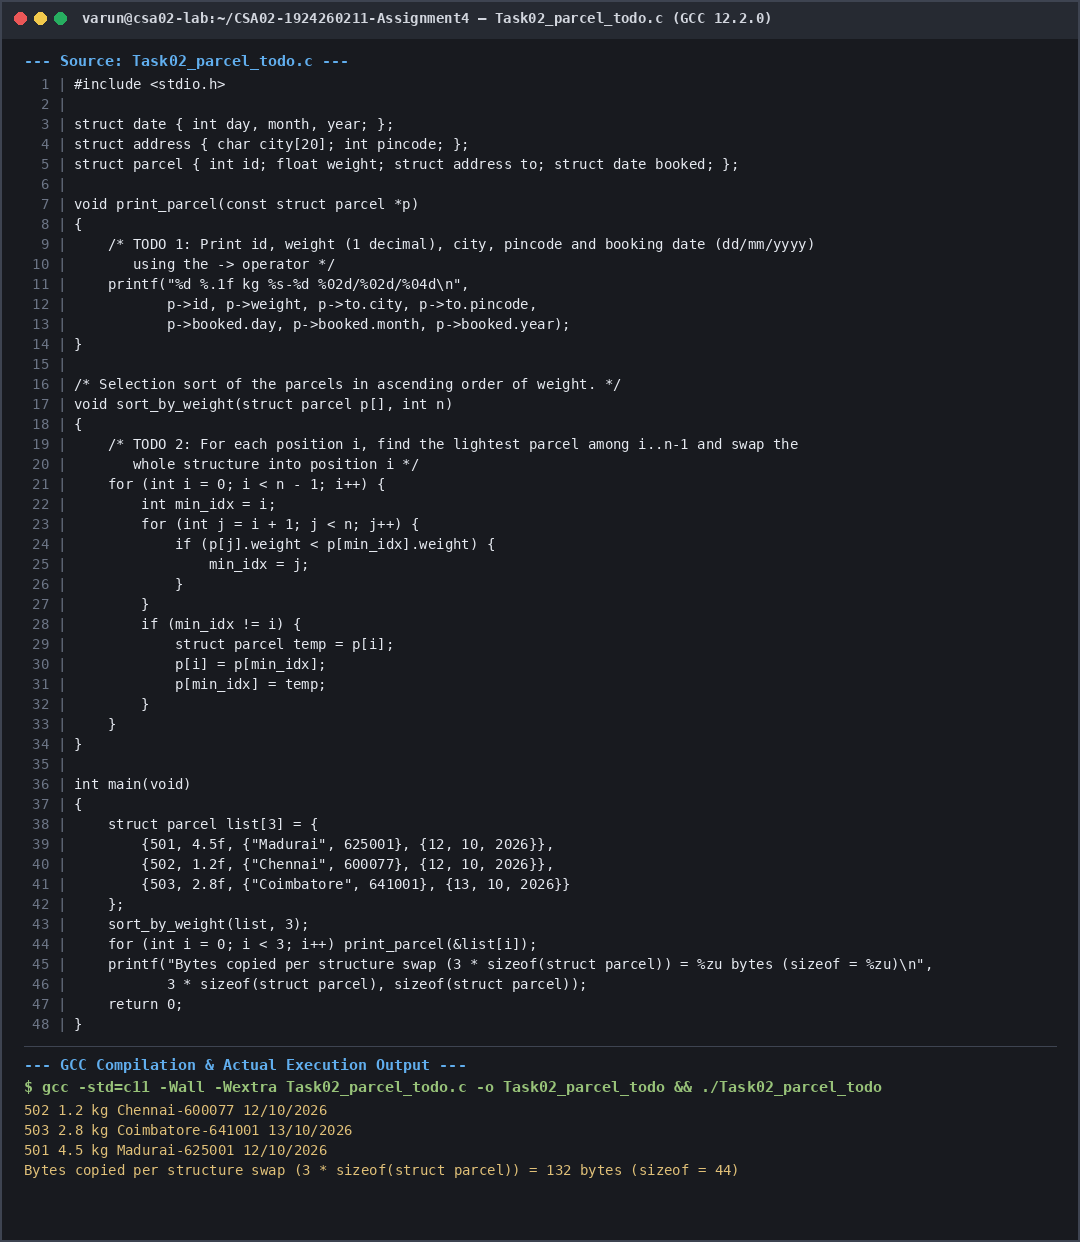 varun@csa02-lab:~/CSA02-1924260211-Assignment4 — Task02_parcel_todo.c (GCC 12.2.0)
--- Source: Task02_parcel_todo.c ---
1 | #include <stdio.h>
2 |
3 | struct date { int day, month, year; };
4 | struct address { char city[20]; int pincode; };
5 | struct parcel { int id; float weight; struct address to; struct date booked; };
6 |
7 | void print_parcel(const struct parcel *p)
8 | {
9 |     /* TODO 1: Print id, weight (1 decimal), city, pincode and booking date (dd/mm/yyyy)
10 |        using the -> operator */
11 |     printf("%d %.1f kg %s-%d %02d/%02d/%04d\n",
12 |            p->id, p->weight, p->to.city, p->to.pincode,
13 |            p->booked.day, p->booked.month, p->booked.year);
14 | }
15 |
16 | /* Selection sort of the parcels in ascending order of weight. */
17 | void sort_by_weight(struct parcel p[], int n)
18 | {
19 |     /* TODO 2: For each position i, find the lightest parcel among i..n-1 and swap the
20 |        whole structure into position i */
21 |     for (int i = 0; i < n - 1; i++) {
22 |         int min_idx = i;
23 |         for (int j = i + 1; j < n; j++) {
24 |             if (p[j].weight < p[min_idx].weight) {
25 |                 min_idx = j;
26 |             }
27 |         }
28 |         if (min_idx != i) {
29 |             struct parcel temp = p[i];
30 |             p[i] = p[min_idx];
31 |             p[min_idx] = temp;
32 |         }
33 |     }
34 | }
35 |
36 | int main(void)
37 | {
38 |     struct parcel list[3] = {
39 |         {501, 4.5f, {"Madurai", 625001}, {12, 10, 2026}},
40 |         {502, 1.2f, {"Chennai", 600077}, {12, 10, 2026}},
41 |         {503, 2.8f, {"Coimbatore", 641001}, {13, 10, 2026}}
42 |     };
43 |     sort_by_weight(list, 3);
44 |     for (int i = 0; i < 3; i++) print_parcel(&list[i]);
45 |     printf("Bytes copied per structure swap (3 * sizeof(struct parcel)) = %zu bytes (sizeof = %zu)\n",
46 |            3 * sizeof(struct parcel), sizeof(struct parcel));
47 |     return 0;
48 | }
--- GCC Compilation & Actual Execution Output ---
$ gcc -std=c11 -Wall -Wextra Task02_parcel_todo.c -o Task02_parcel_todo && ./Task02_parcel_todo
502 1.2 kg Chennai-600077 12/10/2026
503 2.8 kg Coimbatore-641001 13/10/2026
501 4.5 kg Madurai-625001 12/10/2026
Bytes copied per structure swap (3 * sizeof(struct parcel)) = 132 bytes (sizeof = 44)